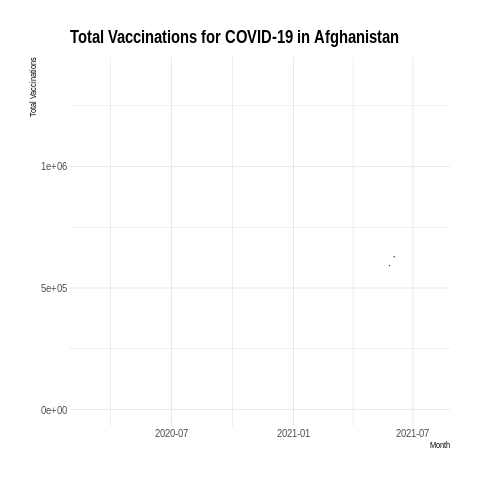 Total Vaccinations for COVID-19 in Afghanistan
Total Vaccinations
1e+06
5e+05
0e+00
2020-07 2021-01 2021-07
Month